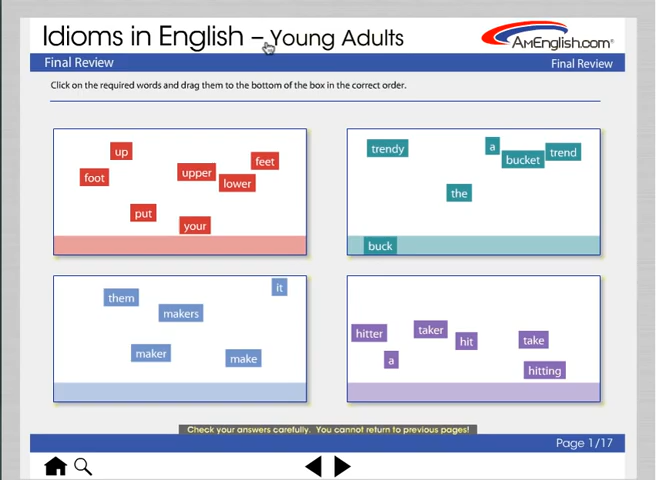 Idioms in English – Young Adults
AmEnglish.com®
Final Review
Final Review
Click on the required words and drag them to the bottom of the box in the correct order.
up
feet
upper
foot
lower
put
your
trendy
a
trend
bucket
the
buck
it
them
makers
maker
make
hitter
taker
hit
take
a
hitting
Check your answers carefully. You cannot return to previous pages!
Page 1/17